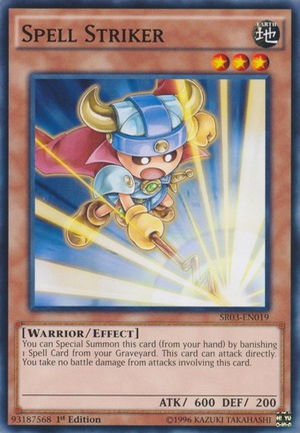 SPELL STRIKER
EARTH
地
SR03-EN019
[WARRIOR/EFFECT]
You can Special Summon this card (from your hand) by banishing
1 Spell Card from your Graveyard. This card can attack directly.
You take no battle damage from attacks involving this card.
ATK/ 600 DEF/ 200
93187568 1st Edition ©1996 KAZUKI TAKAHASHI